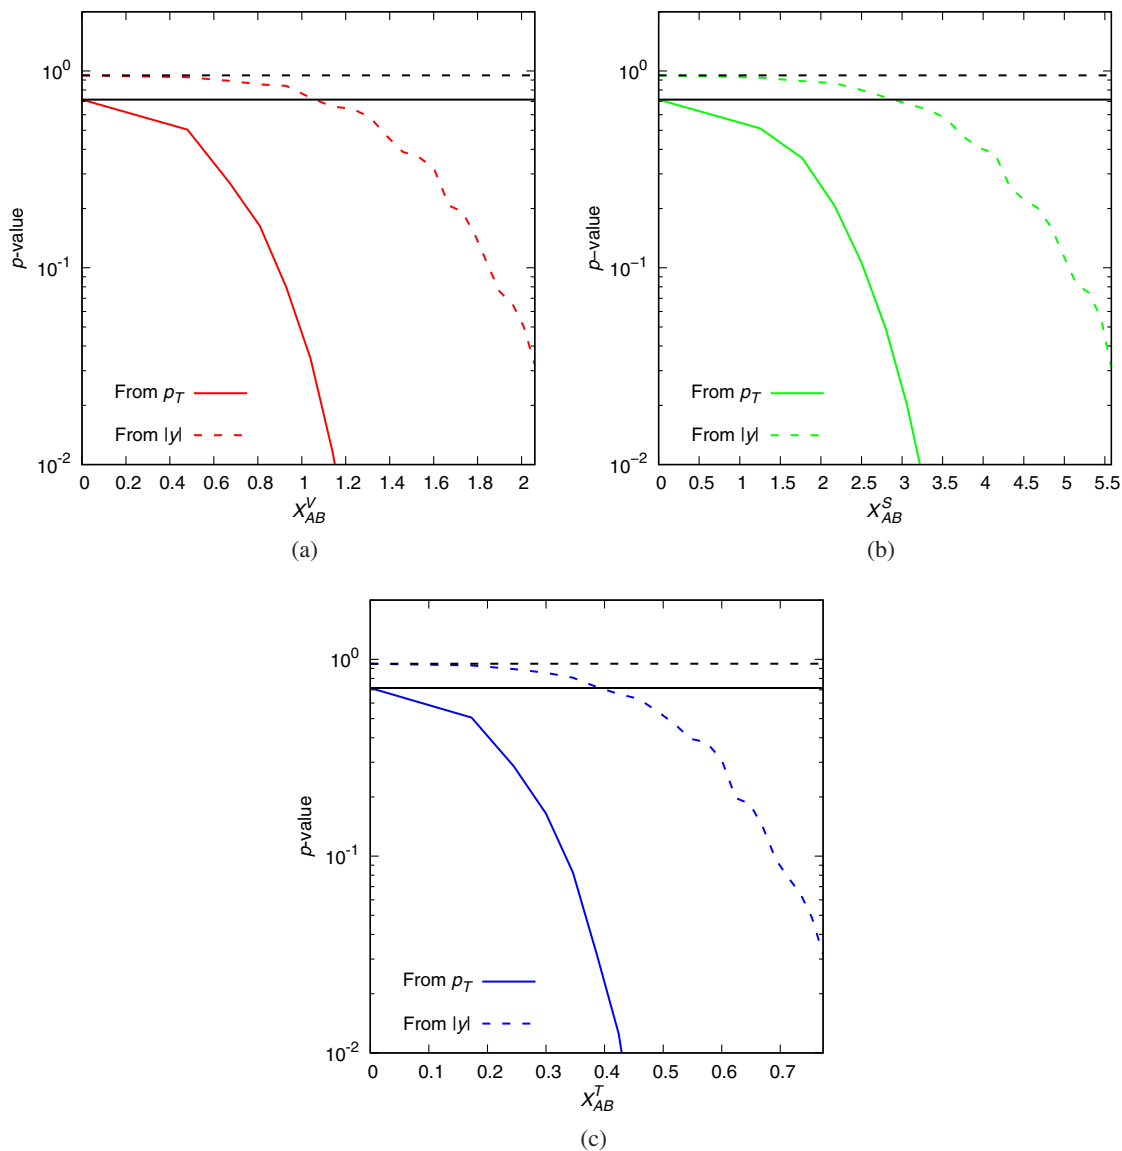 10^0
10^-1
10^-2
p-value
From p_T
From |y|
0 0.2 0.4 0.6 0.8 1 1.2 1.4 1.6 1.8 2
X^V_AB
(a)
10^0
10^-1
10^-2
p-value
From p_T
From |y|
0 0.5 1 1.5 2 2.5 3 3.5 4 4.5 5 5.5
X^S_AB
(b)
10^0
10^-1
10^-2
p-value
From p_T
From |y|
0 0.1 0.2 0.3 0.4 0.5 0.6 0.7
X^T_AB
(c)